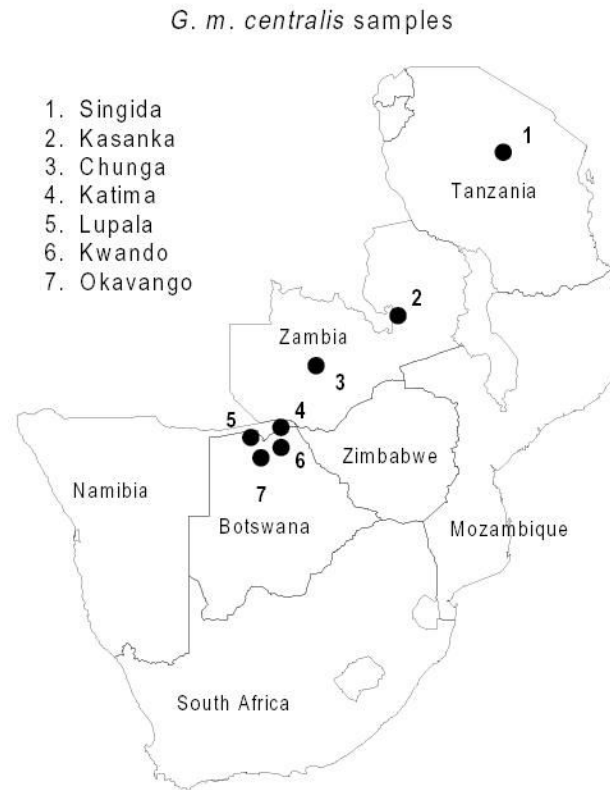 G. m. centralis samples
1. Singida
2. Kasanka
3. Chunga
4. Katima
5. Lupala
6. Kwando
7. Okavango
1
Tanzania
2
Zambia
3
4
5
6
Zimbabwe
Namibia
7
Botswana
Mozambique
South Africa